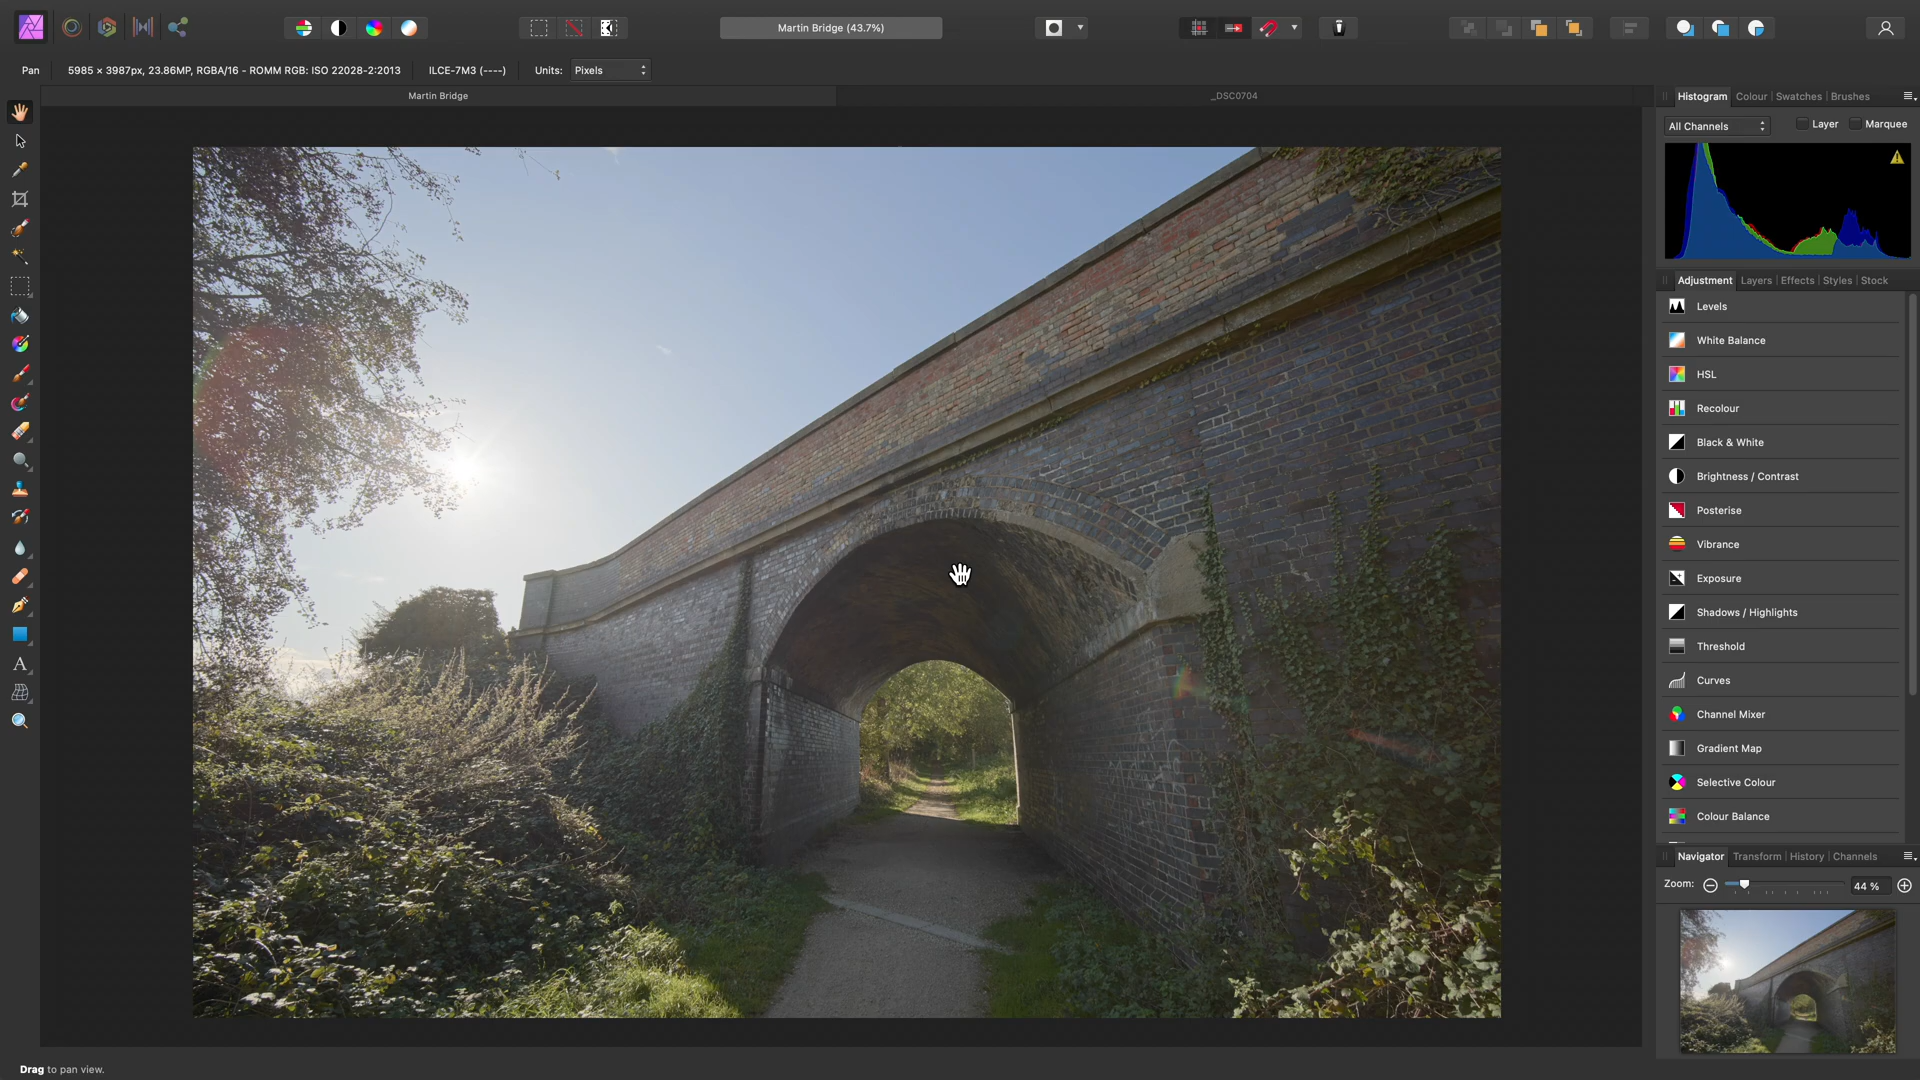 Martin Bridge (43.7%)
Pan
5985 × 3987px, 23.86MP, RGBA/16 - ROMM RGB: ISO 22028-2:2013
ILCE-7M3 (----)
Units:
Pixels
Martin Bridge
_DSC0704
Histogram
Colour
Swatches
Brushes
All Channels
Layer
Marquee
Adjustment
Layers
Effects
Styles
Stock
Levels
White Balance
HSL
Recolour
Black & White
Brightness / Contrast
Posterise
Vibrance
Exposure
Shadows / Highlights
Threshold
Curves
Channel Mixer
Gradient Map
Selective Colour
Colour Balance
A
Navigator
Transform
History
Channels
Zoom:
44 %
Drag to pan view.